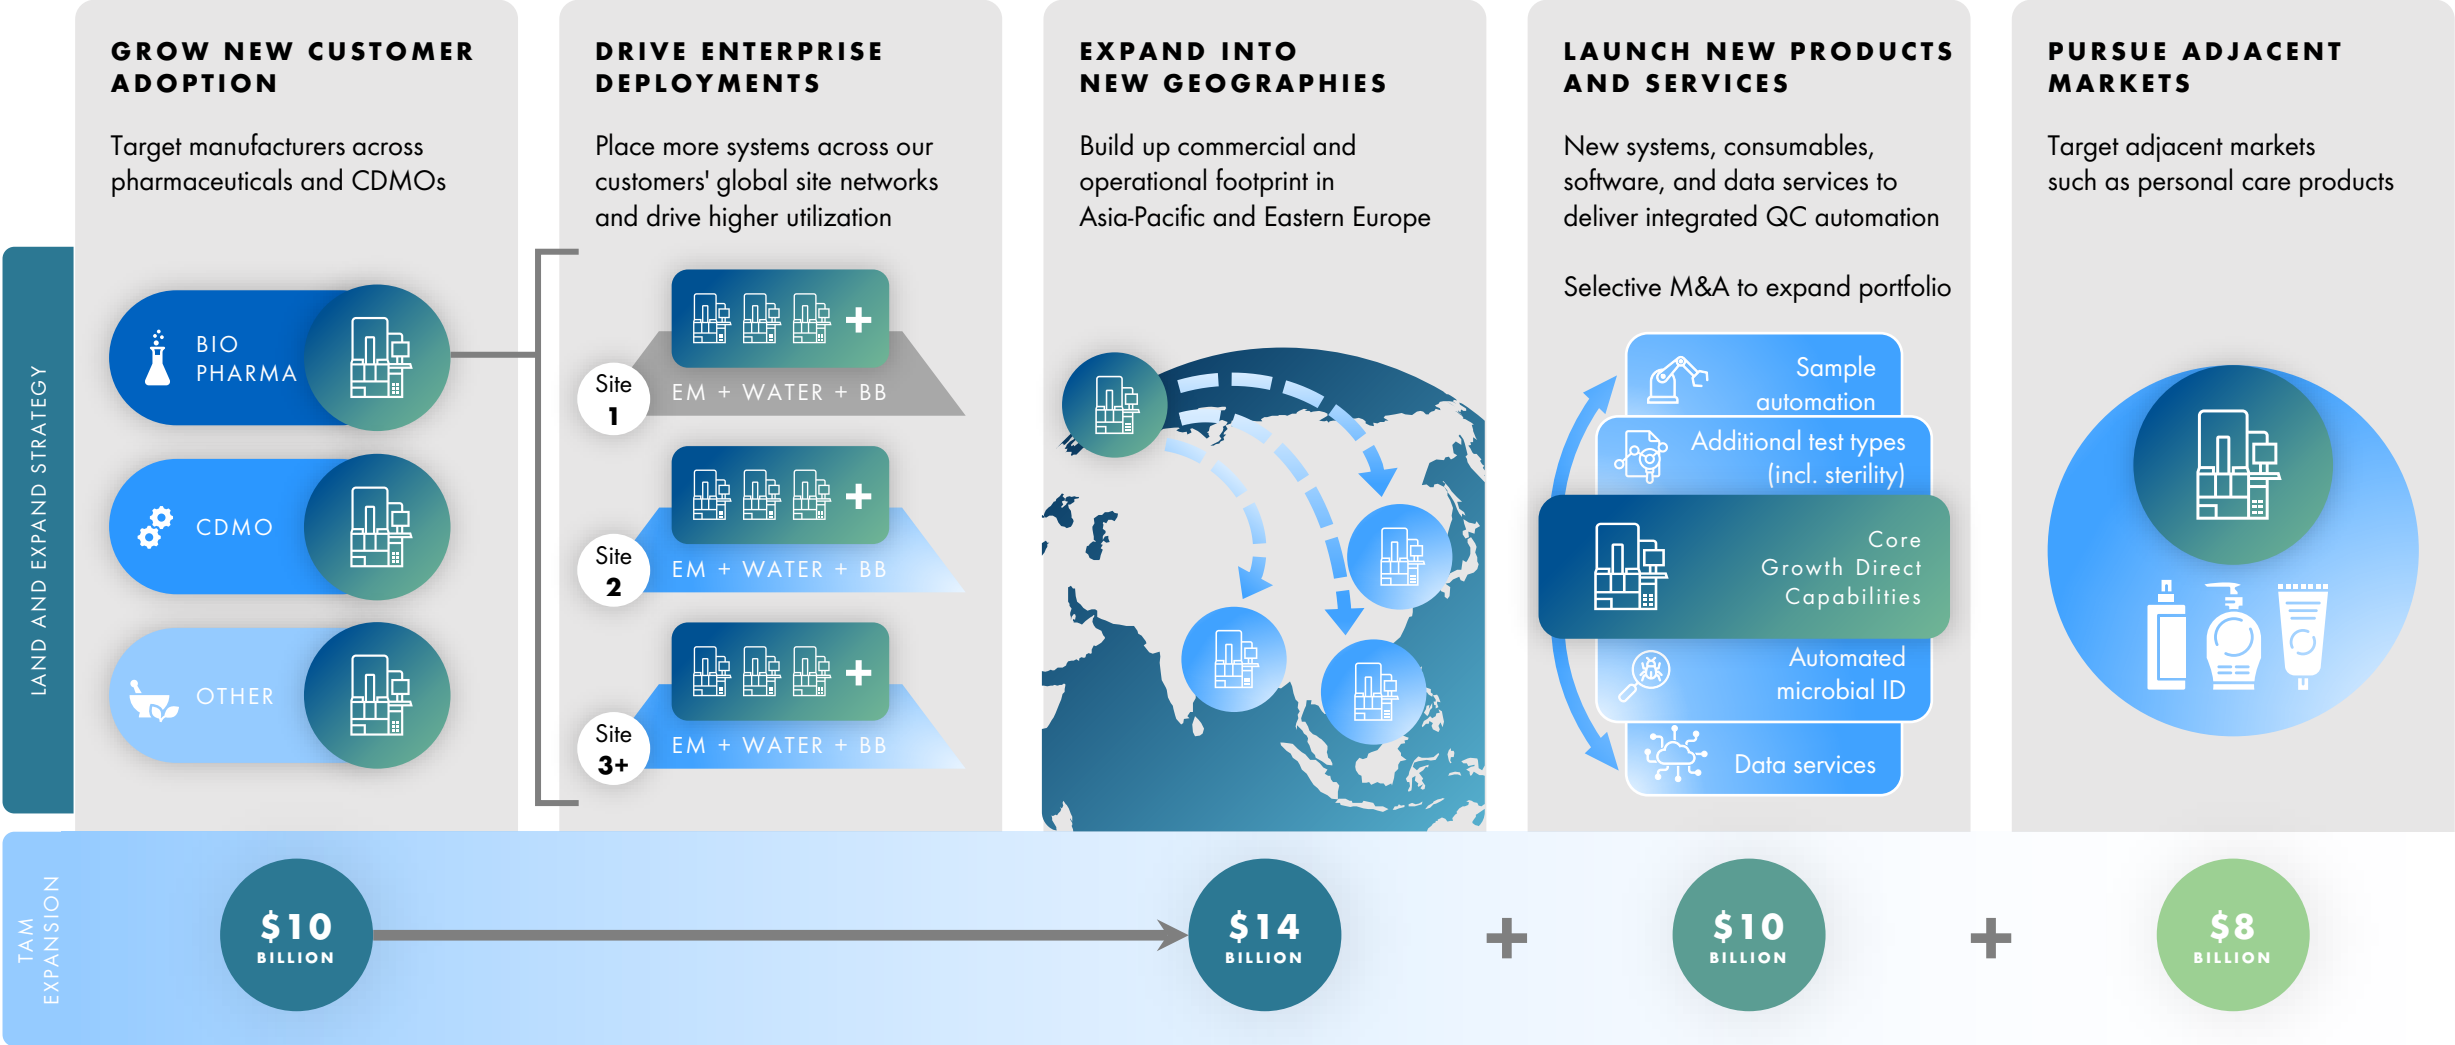 GROW NEW CUSTOMER
ADOPTION
Target manufacturers across
pharmaceuticals and CDMOs
BIO
PHARMA
CDMO
OTHER
DRIVE ENTERPRISE
DEPLOYMENTS
Place more systems across our
customers' global site networks
and drive higher utilization
Site
1
EM + WATER + BB
Site
2
EM + WATER + BB
Site
3+
EM + WATER + BB
EXPAND INTO
NEW GEOGRAPHIES
Build up commercial and
operational footprint in
Asia-Pacific and Eastern Europe
LAUNCH NEW PRODUCTS
AND SERVICES
New systems, consumables,
software, and data services to
deliver integrated QC automation
Selective M&A to expand portfolio
Sample
automation
Additional test types
(incl. sterility)
Core
Growth Direct
Capabilities
Automated
microbial ID
Data services
PURSUE ADJACENT
MARKETS
Target adjacent markets
such as personal care products
LAND AND EXPAND STRATEGY
TAM
EXPANSION
$10
BILLION
$14
BILLION
+
$10
BILLION
+
$8
BILLION